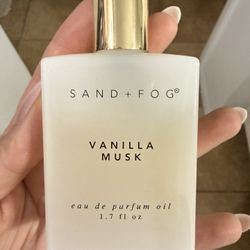 SAND + FOG®
VANILLA
MUSK
eau de parfum oil
1.7 fl oz